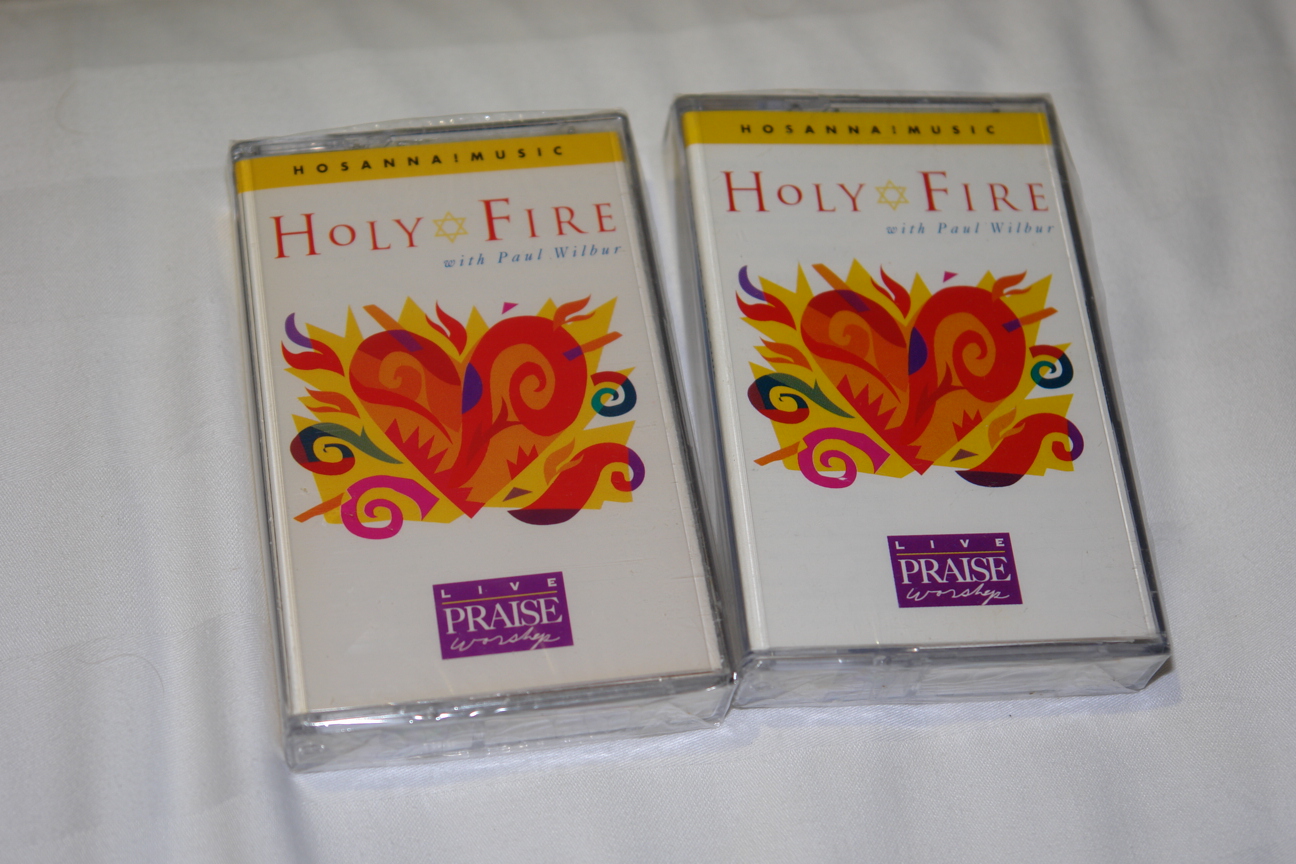 HOSANNA!MUSIC
HOLY FIRE
with Paul Wilbur
LIVE
PRAISE
worship
HOSANNA!MUSIC
HOLY FIRE
with Paul Wilbur
LIVE
PRAISE
worship